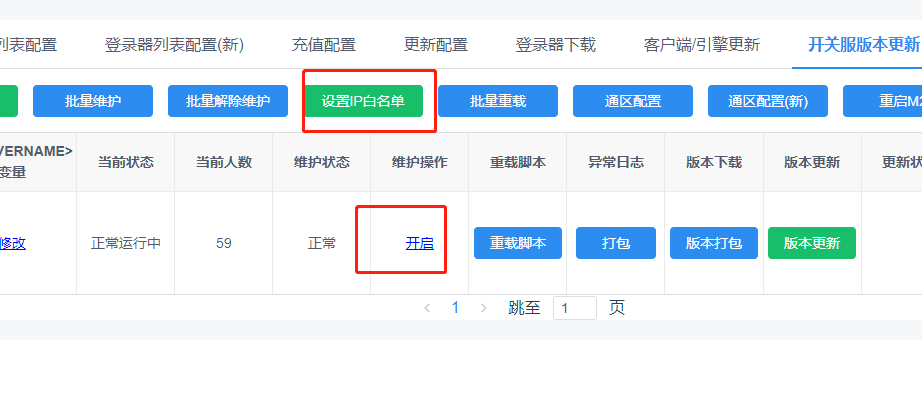 列表配置 登录器列表配置(新) 充值配置 更新配置 登录器下载 客户端/引擎更新 开关服版本更新
批量维护 批量解除维护 设置IP白名单 批量重载 通区配置 通区配置(新) 重启M2
VERNAME>
变量 当前状态 当前人数 维护状态 维护操作 重载脚本 异常日志 版本下载 版本更新 更新状
修改 正常运行中 59 正常 开启 重载脚本 打包 版本打包 版本更新
< 1 > 跳至 1 页